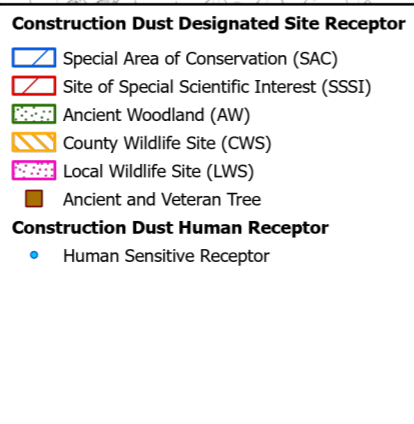 Construction Dust Designated Site Receptor
Special Area of Conservation (SAC)
Site of Special Scientific Interest (SSSI)
Ancient Woodland (AW)
County Wildlife Site (CWS)
Local Wildlife Site (LWS)
Ancient and Veteran Tree
Construction Dust Human Receptor
Human Sensitive Receptor